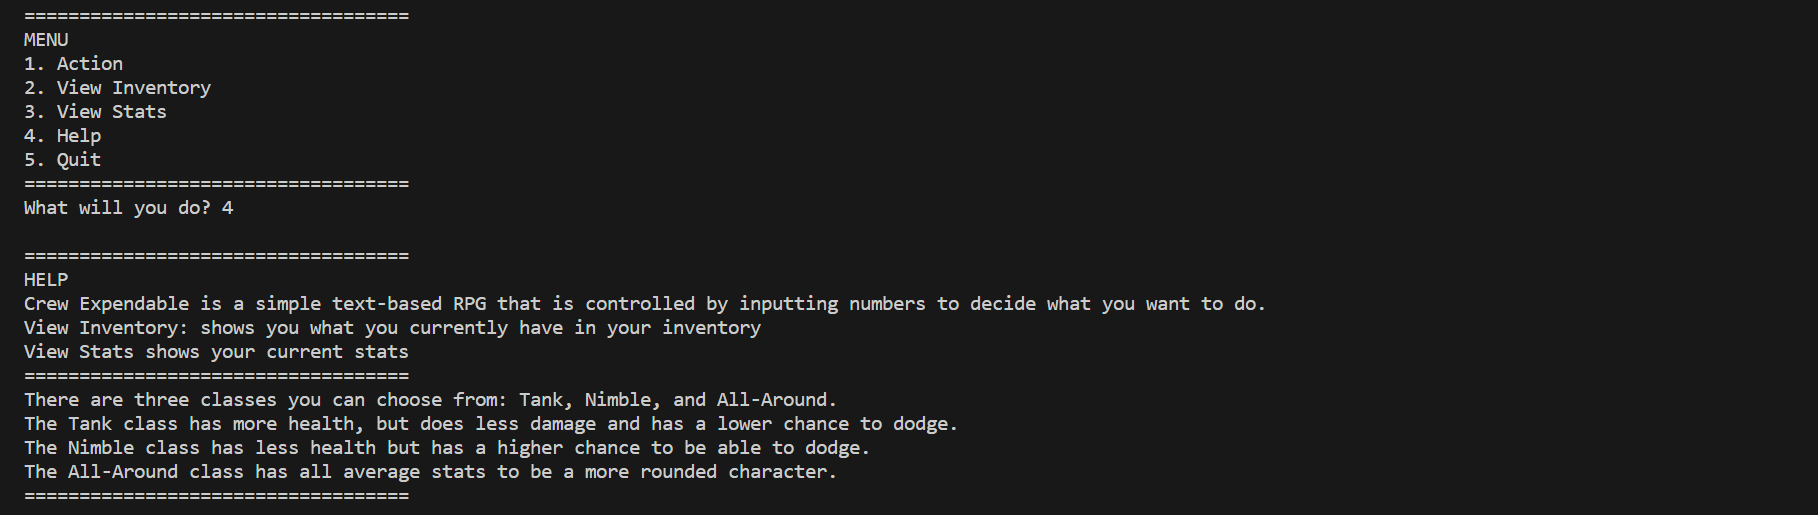 ===================================
MENU
1. Action
2. View Inventory
3. View Stats
4. Help
5. Quit
===================================
What will you do? 4
===================================
HELP
Crew Expendable is a simple text-based RPG that is controlled by inputting numbers to decide what you want to do.
View Inventory: shows you what you currently have in your inventory
View Stats shows your current stats
===================================
There are three classes you can choose from: Tank, Nimble, and All-Around.
The Tank class has more health, but does less damage and has a lower chance to dodge.
The Nimble class has less health but has a higher chance to be able to dodge.
The All-Around class has all average stats to be a more rounded character.
===================================